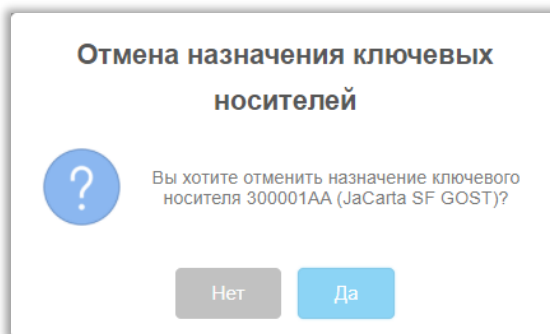 Отмена назначения ключевых
носителей
?
Вы хотите отменить назначение ключевого
носителя 300001AA (JaCarta SF GOST)?
Нет
Да